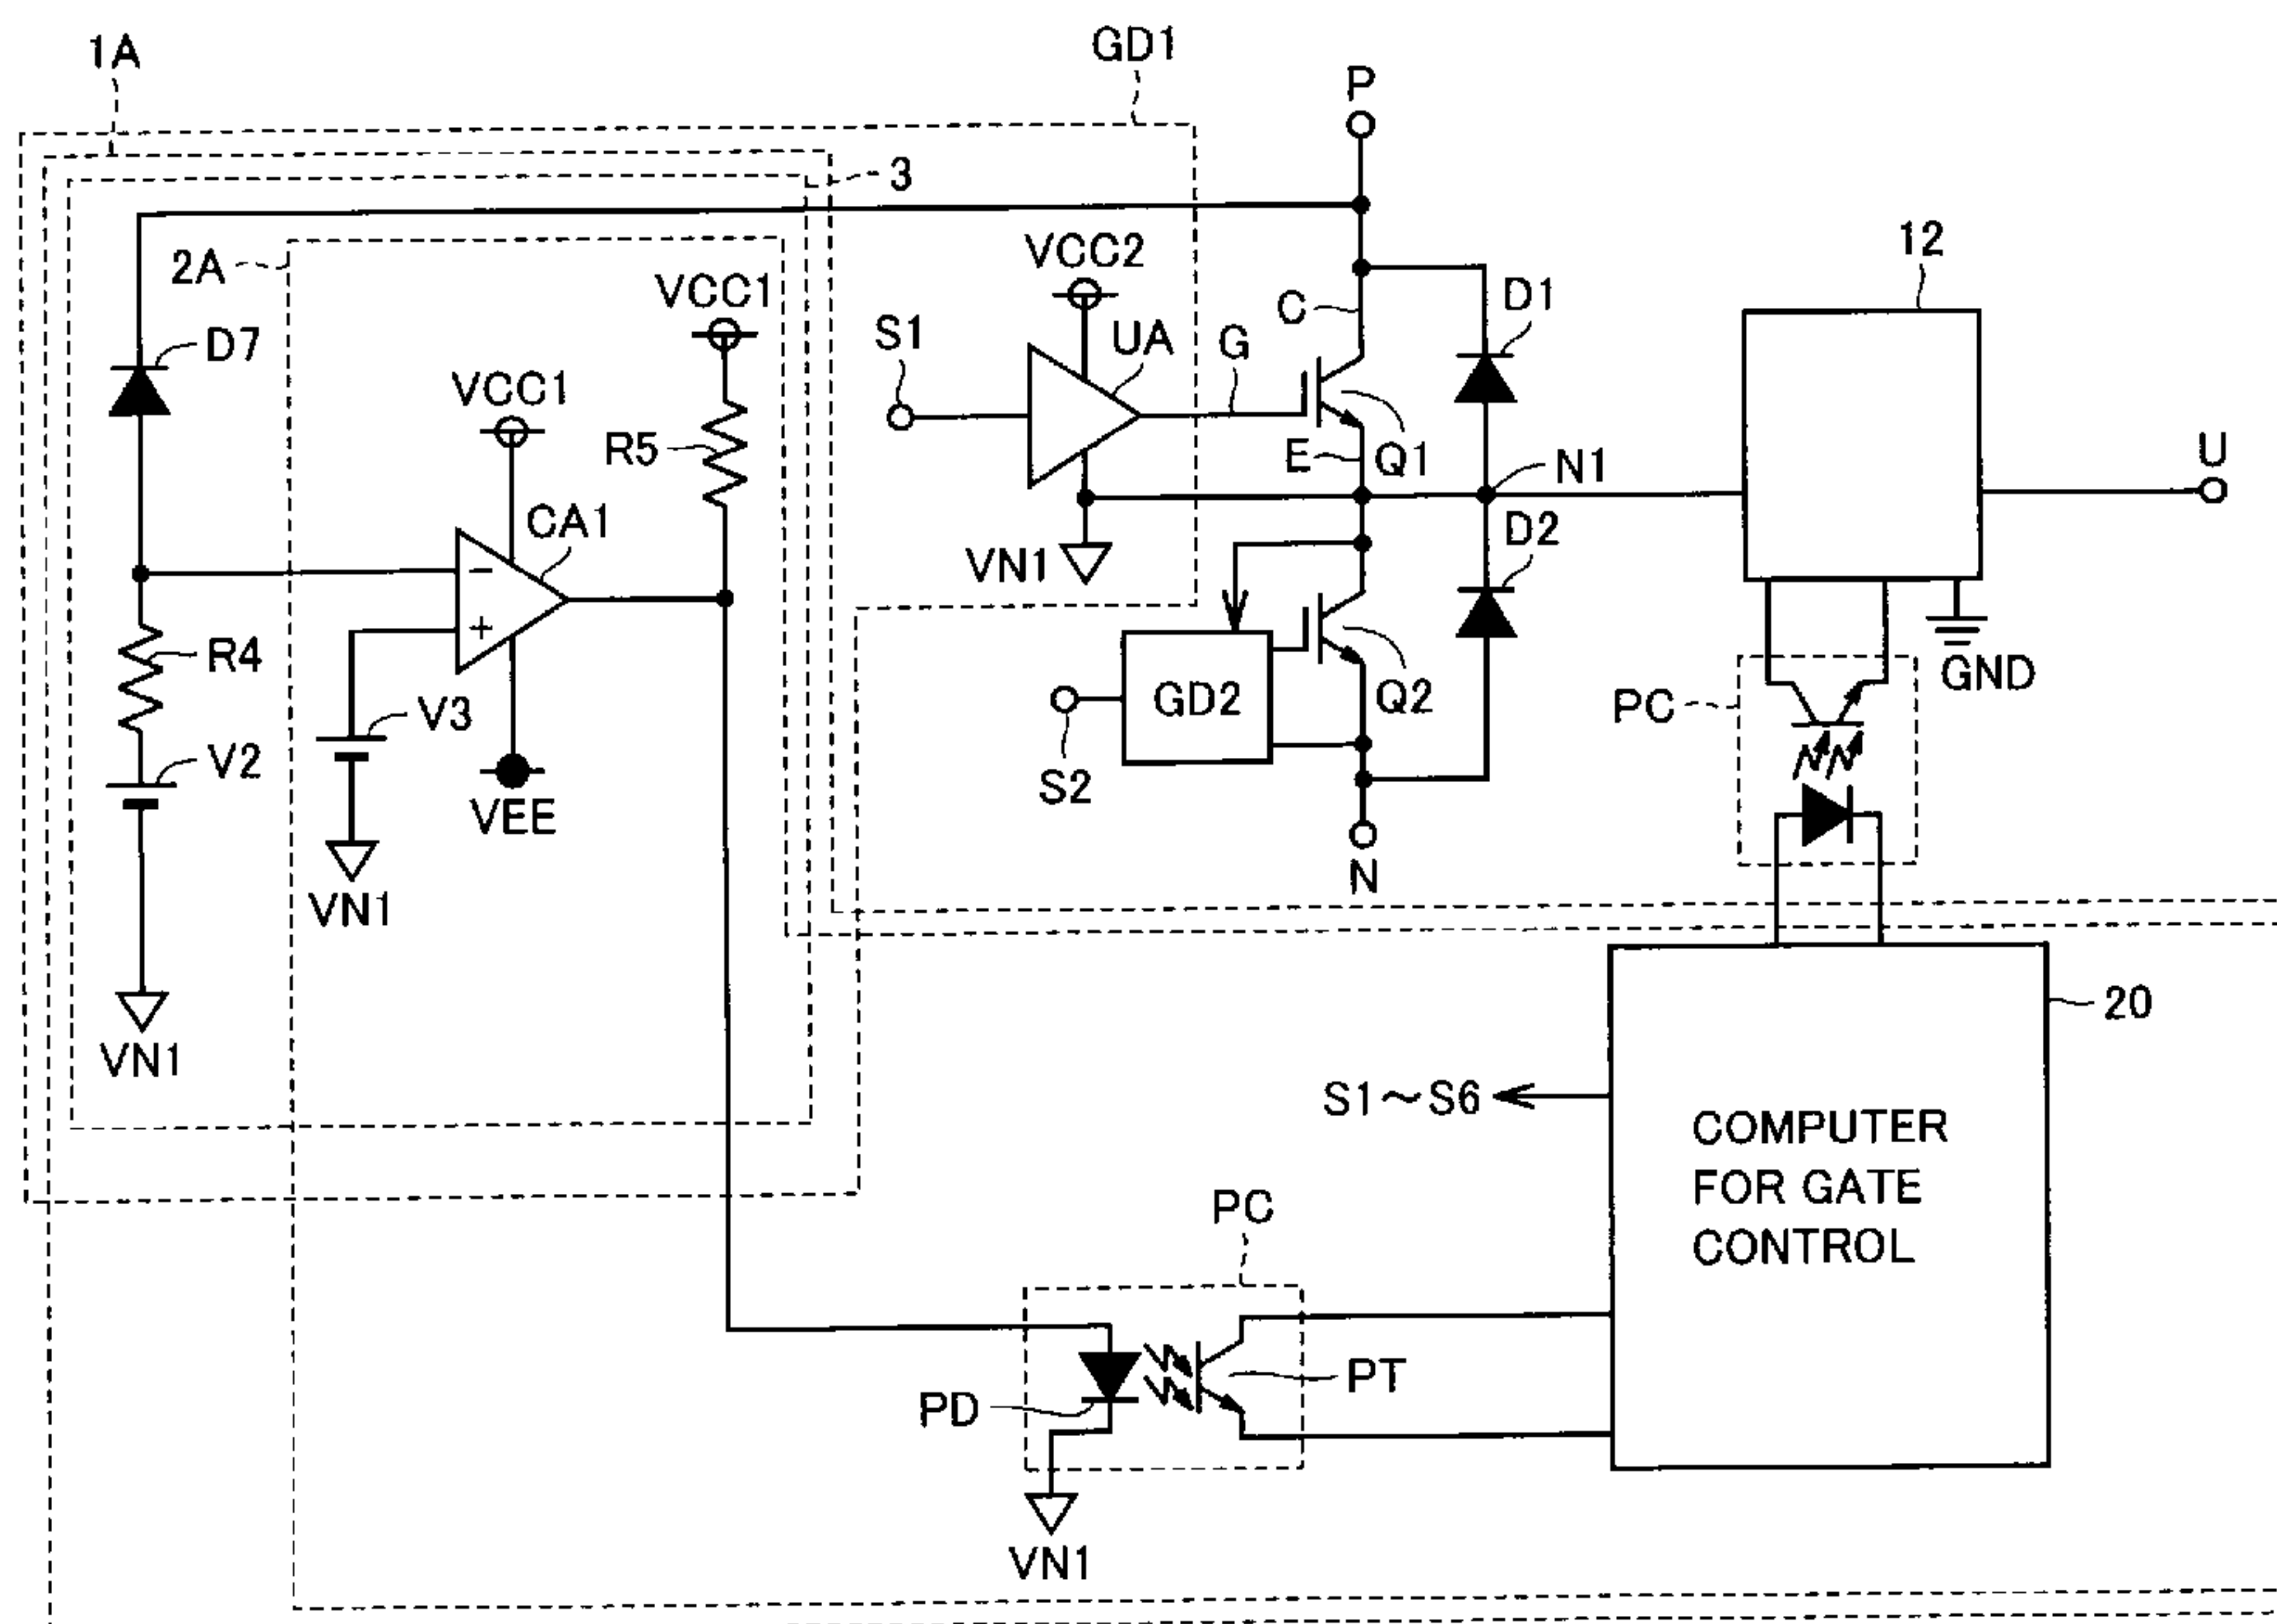 1A
GD1
P
3
2A
VCC1
VCC2
12
D7
S1
UA
G
C
D1
VCC1
R5
E
Q1
N1
U
CA1
VN1
D2
−
+
R4
V3
V2
GD2
Q2
PC
GND
S2
VEE
N
VN1
VN1
20
S1～S6
COMPUTER
FOR GATE
CONTROL
PC
PD
PT
VN1